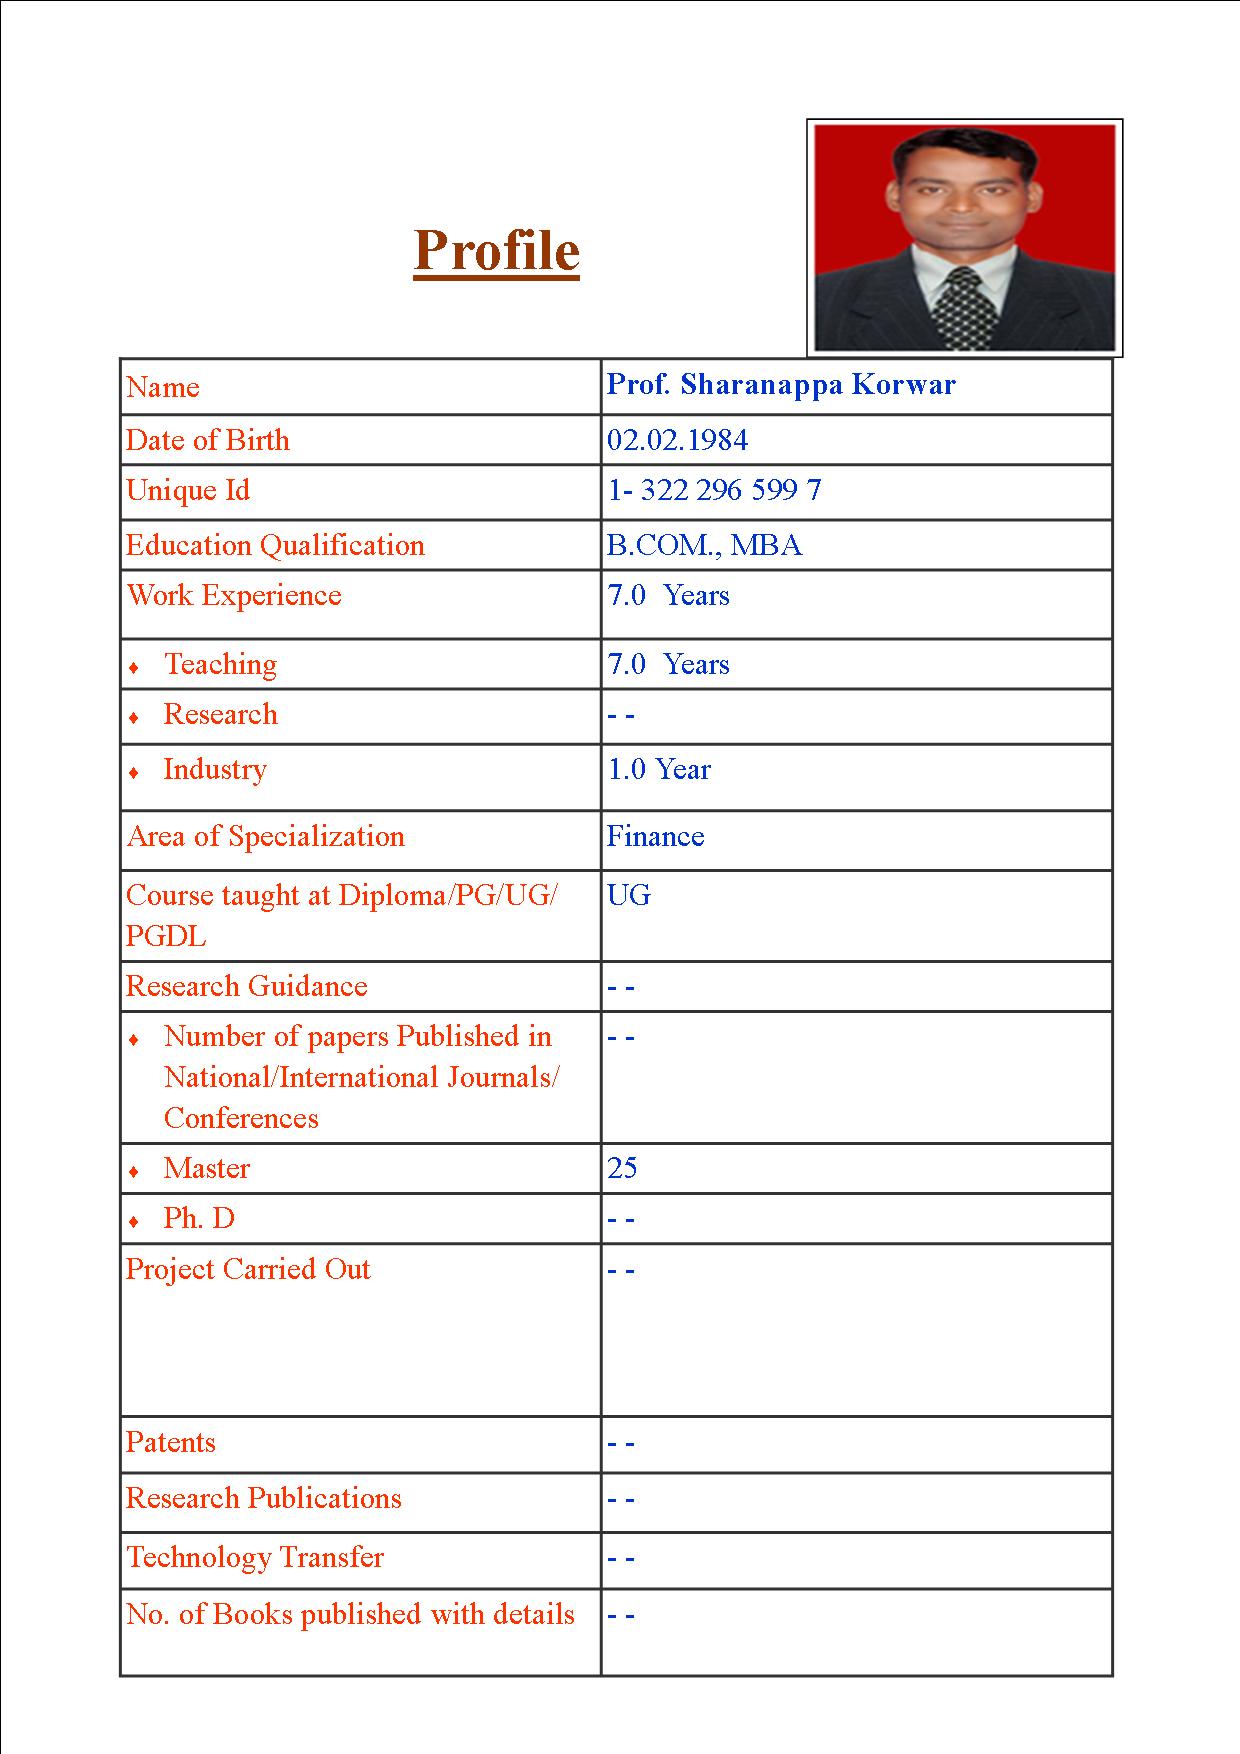 Profile
Name Prof. Sharanappa Korwar
Date of Birth 02.02.1984
Unique Id 1- 322 296 599 7
Education Qualification B.COM., MBA
Work Experience 7.0  Years
♦ Teaching 7.0  Years
♦ Research - -
♦ Industry 1.0 Year
Area of Specialization Finance
Course taught at Diploma/PG/UG/ UG
PGDL
Research Guidance - -
♦ Number of papers Published in - -
National/International Journals/
Conferences
♦ Master 25
♦ Ph. D - -
Project Carried Out - -
Patents - -
Research Publications - -
Technology Transfer - -
No. of Books published with details - -